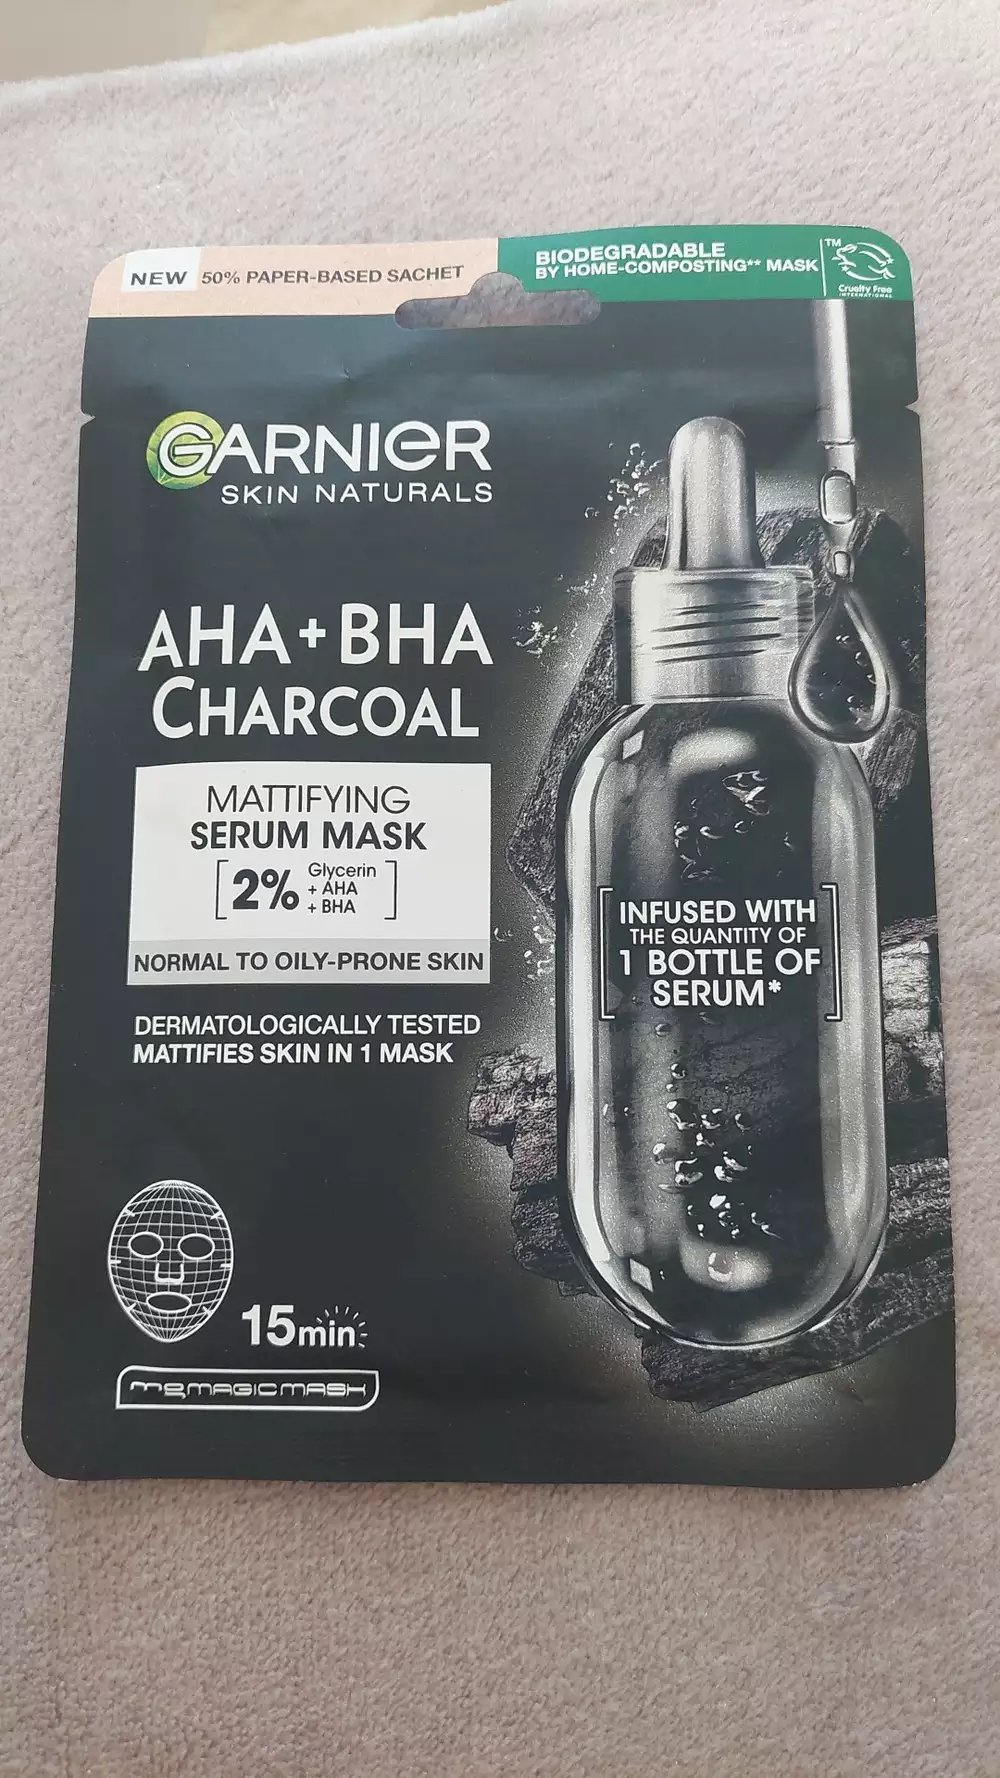 NEW 50% PAPER-BASED SACHET
BIODEGRADABLE
BY HOME-COMPOSTING** MASK
TM
Cruelty Free
INTERNATIONAL
GARNIER
SKIN NATURALS
AHA+BHA
CHARCOAL
MATTIFYING
SERUM MASK
[2% Glycerin
+ AHA
+ BHA]
NORMAL TO OILY-PRONE SKIN
DERMATOLOGICALLY TESTED
MATTIFIES SKIN IN 1 MASK
[INFUSED WITH
THE QUANTITY OF
1 BOTTLE OF
SERUM*]
15min
MAGIC MASK